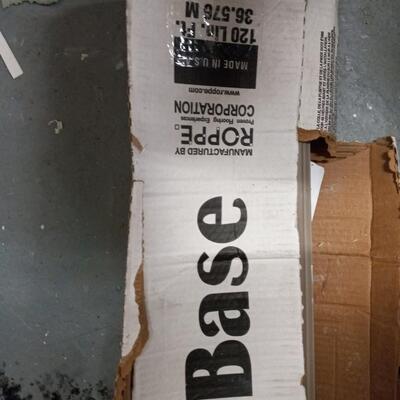 Base
MANUFACTURED BY
ROPPE
CORPORATION
Proven Flooring Experience
www.roppe.com
MADE IN U.S.A.
120 Lin. Ft.
36.576 M